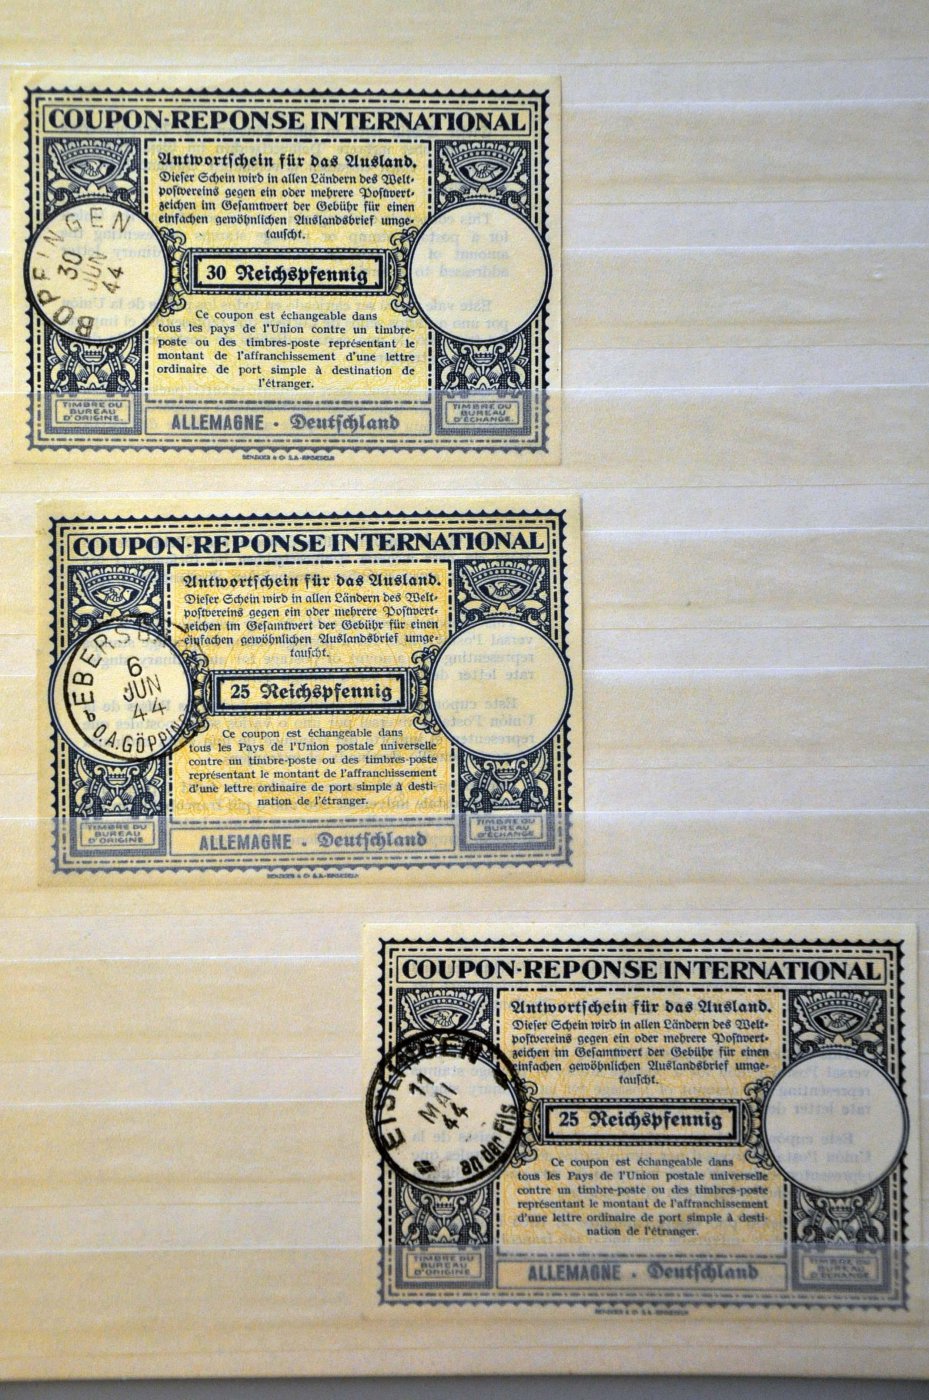 COUPON-REPONSE INTERNATIONAL
Antwortschein für das Ausland.
Dieser Schein wird in allen Ländern des Welt-
postvereins gegen ein oder mehrere Postwert-
zeichen im Gesamtwert der Gebühr für einen
einfachen gewöhnlichen Auslandsbrief umge-
tauscht.
BOPFINGEN
30
JUN
44
30 Reichspfennig
Ce coupon est échangeable dans
tous les pays de l'Union contre un timbre-
poste ou des timbres-poste représentant le
montant de l'affranchissement d'une lettre
ordinaire de port simple à destination de
l'étranger.
TIMBRE DU
BUREAU
D'ORIGINE.
ALLEMAGNE - Deutschland
TIMBRE DU
BUREAU
D'ÉCHANGE.
COUPON-REPONSE INTERNATIONAL
Antwortschein für das Ausland.
Dieser Schein wird in allen Ländern des Welt-
postvereins gegen ein oder mehrere Postwert-
zeichen im Gesamtwert der Gebühr für einen
einfachen gewöhnlichen Auslandsbrief umge-
tauscht.
6
JUN
44
25 Reichspfennig
Ce coupon est échangeable dans
tous les Pays de l'Union postale universelle
contre un timbre-poste ou des timbres-poste
représentant le montant de l'affranchissement
d'une lettre ordinaire de port simple à desti-
nation de l'étranger.
TIMBRE DU
BUREAU
D'ORIGINE
ALLEMAGNE - Deutschland
TIMBRE DU
BUREAU
D'ÉCHANGE
COUPON-REPONSE INTERNATIONAL
Antwortschein für das Ausland.
Dieser Schein wird in allen Ländern des Welt-
postvereins gegen ein oder mehrere Postwert-
zeichen im Gesamtwert der Gebühr für einen
einfachen gewöhnlichen Auslandsbrief umge-
tauscht.
EISLINGEN
11
MAI
44
an der Fils
25 Reichspfennig
Ce coupon est échangeable dans
tous les Pays de l'Union postale universelle
contre un timbre-poste ou des timbres-poste
représentant le montant de l'affranchissement
d'une lettre ordinaire de port simple à desti-
nation de l'étranger.
TIMBRE DU
BUREAU
D'ORIGINE
ALLEMAGNE - Deutschland
TIMBRE DU
BUREAU
D'ÉCHANGE